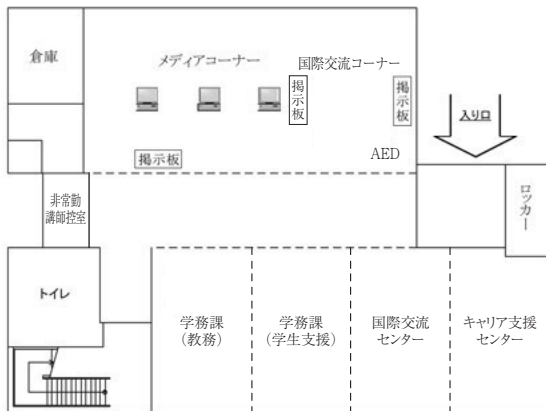 倉庫
メディアコーナー
国際交流コーナー
掲示板
掲示板
入り口
掲示板
AED
非常勤
講師控室
ロッカー
トイレ
学務課
（教務）
学務課
（学生支援）
国際交流
センター
キャリア支援
センター